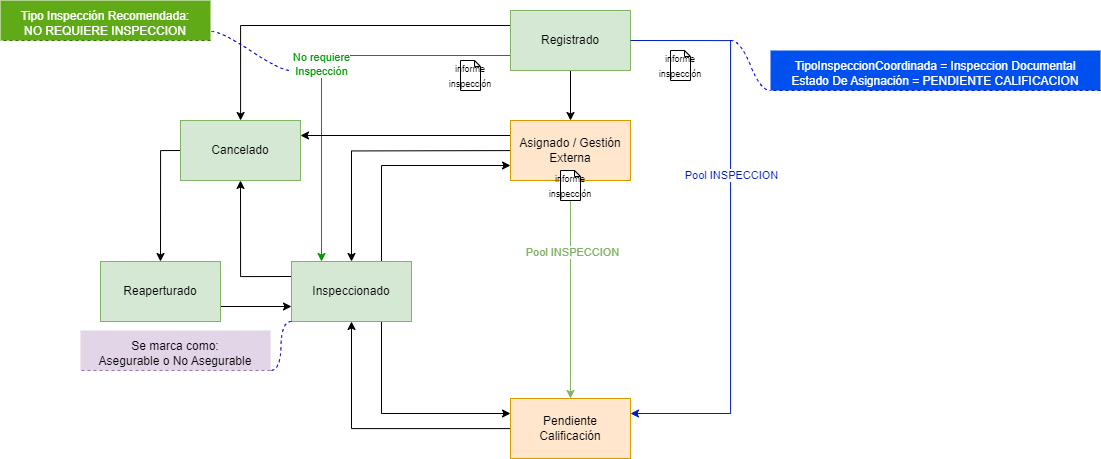 Tipo Inspección Recomendada:
NO REQUIERE INSPECCION
Registrado
No requiere
Inspección
informe
inspección
informe
inspección
TipoInspeccionCoordinada = Inspeccion Documental
Estado De Asignación = PENDIENTE CALIFICACION
Cancelado
Asignado / Gestión
Externa
informe
inspección
Pool INSPECCION
Pool INSPECCION
Reaperturado
Inspeccionado
Se marca como:
Asegurable o No Asegurable
Pendiente
Calificación